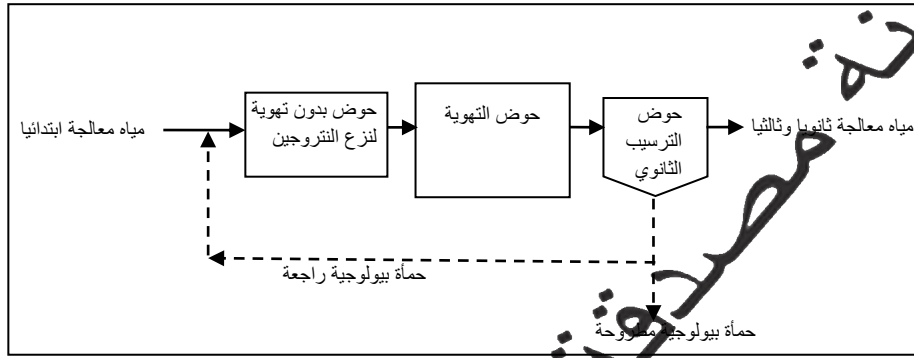 مياه معالجة ابتدائيا
حوض بدون تهوية
لنزع النتروجين
حوض التهوية
حوض
الترسيب
الثانوي
مياه معالجة ثانويا وثالثيا
حمأة بيولوجية راجعة
حمأة بيولوجية مطروحة